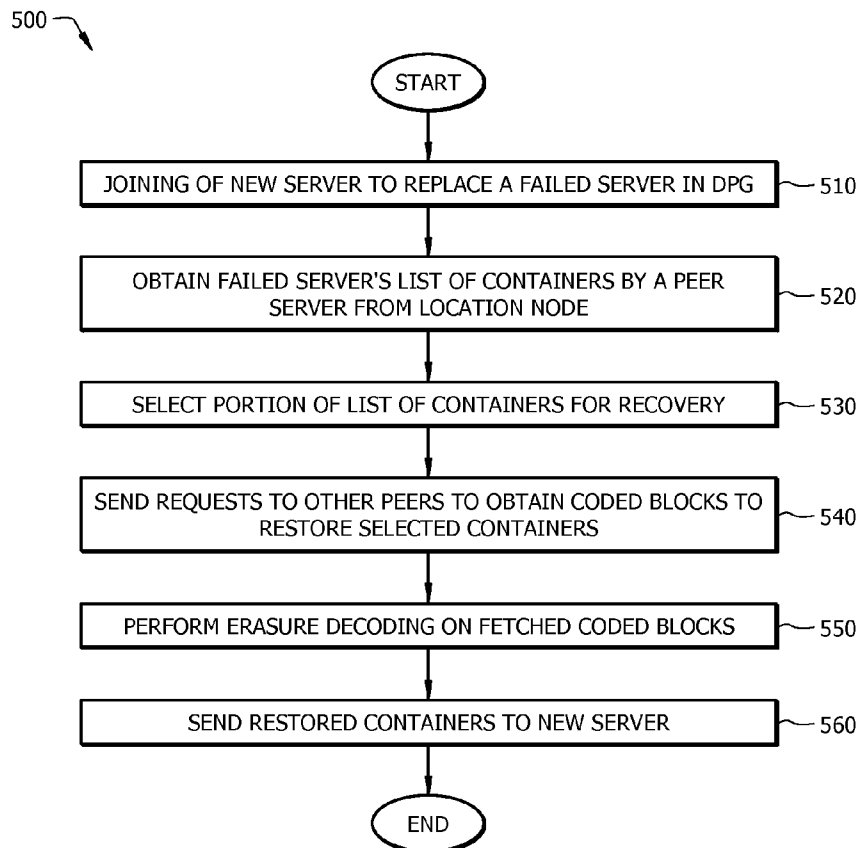 500
START
JOINING OF NEW SERVER TO REPLACE A FAILED SERVER IN DPG
510
OBTAIN FAILED SERVER'S LIST OF CONTAINERS BY A PEER
SERVER FROM LOCATION NODE
520
SELECT PORTION OF LIST OF CONTAINERS FOR RECOVERY
530
SEND REQUESTS TO OTHER PEERS TO OBTAIN CODED BLOCKS TO
RESTORE SELECTED CONTAINERS
540
PERFORM ERASURE DECODING ON FETCHED CODED BLOCKS
550
SEND RESTORED CONTAINERS TO NEW SERVER
560
END